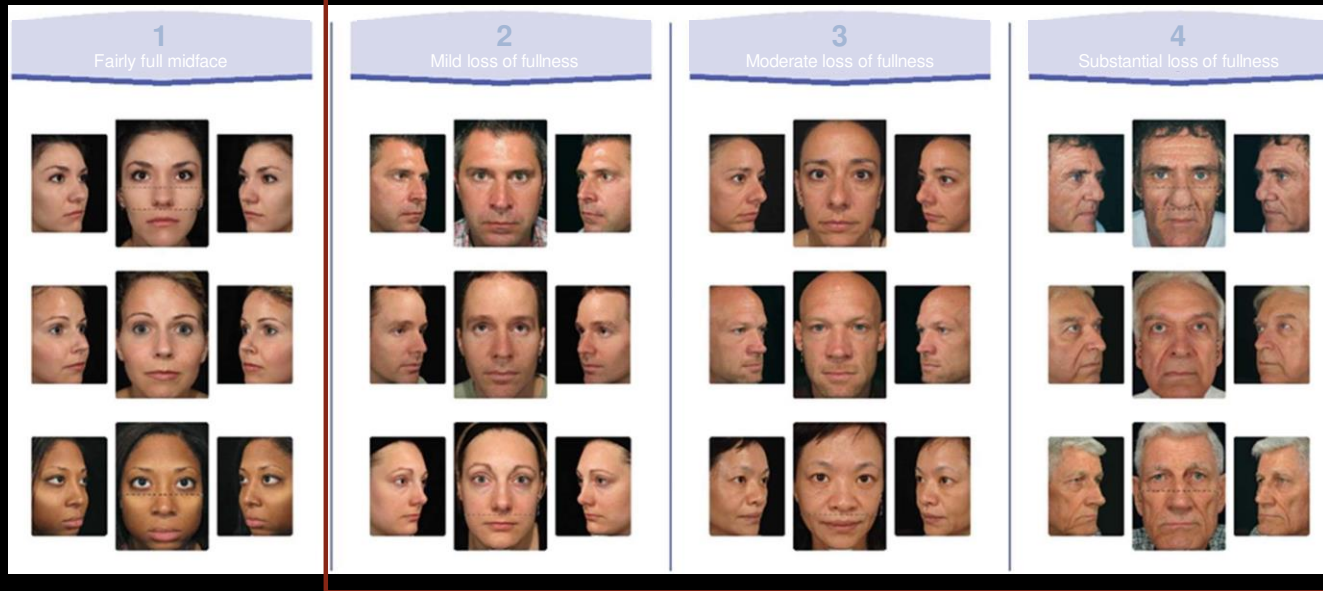 1
Fairly full midface
2
Mild loss of fullness
3
Moderate loss of fullness
4
Substantial loss of fullness